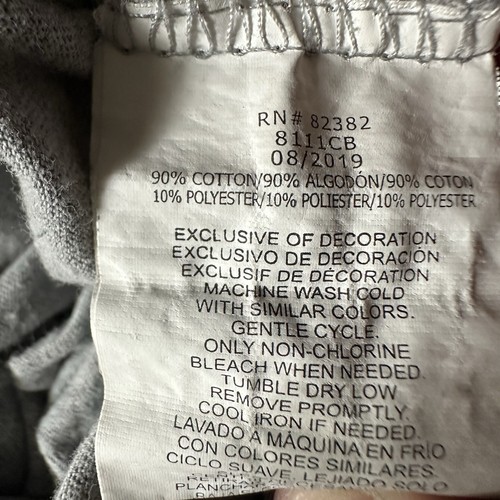 RN# 82382
8111CB
08/2019
90% COTTON/90% ALGODÓN/90% COTON
10% POLYESTER/10% POLIESTER/10% POLYESTER
EXCLUSIVE OF DECORATION
EXCLUSIVO DE DECORACIÓN
EXCLUSIF DE DÉCORATION
MACHINE WASH COLD
WITH SIMILAR COLORS.
GENTLE CYCLE.
ONLY NON-CHLORINE
BLEACH WHEN NEEDED.
TUMBLE DRY LOW
REMOVE PROMPTLY.
COOL IRON IF NEEDED.
LAVADO A MÁQUINA EN FRIO
CON COLORES SIMILARES.
CICLO SUAVE LEJIADO SOLO